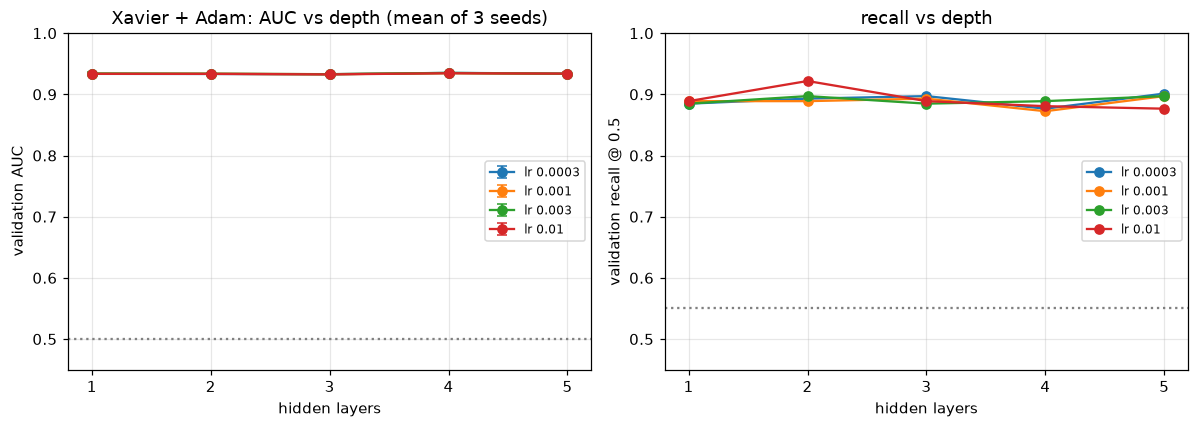 Xavier + Adam: AUC vs depth (mean of 3 seeds)
validation AUC
1.0
0.9
0.8
0.7
0.6
0.5
lr 0.0003
lr 0.001
lr 0.003
lr 0.01
1 2 3 4 5
hidden layers
recall vs depth
validation recall @ 0.5
1.0
0.9
0.8
0.7
0.6
0.5
lr 0.0003
lr 0.001
lr 0.003
lr 0.01
1 2 3 4 5
hidden layers